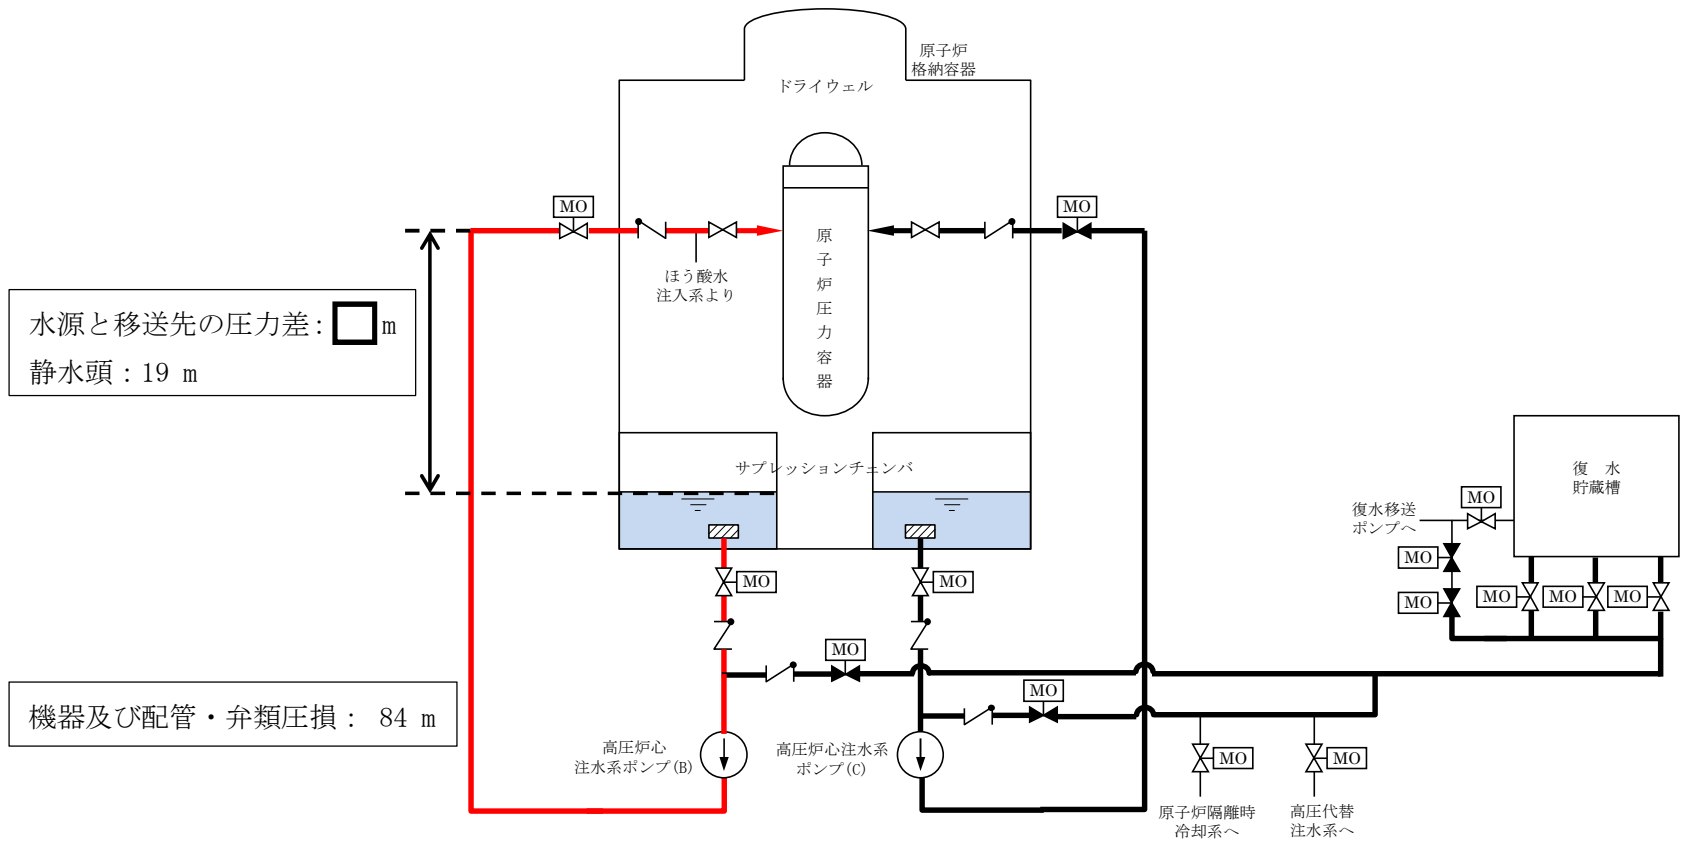 原子炉
格納容器
ドライウェル
MO
MO
原子炉圧力容器
ほう酸水
注入系より
水源と移送先の圧力差: m
静水頭:19 m
サプレッションチェンバ
復水
貯蔵槽
MO
復水移送
ポンプへ
MO
MO
MO
MO
MO
MO
MO
MO
MO
MO
機器及び配管・弁類圧損: 84 m
高圧炉心
注水系ポンプ(B)
高圧炉心注水系
ポンプ(C)
MO
MO
原子炉隔離時
冷却系へ
高圧代替
注水系へ